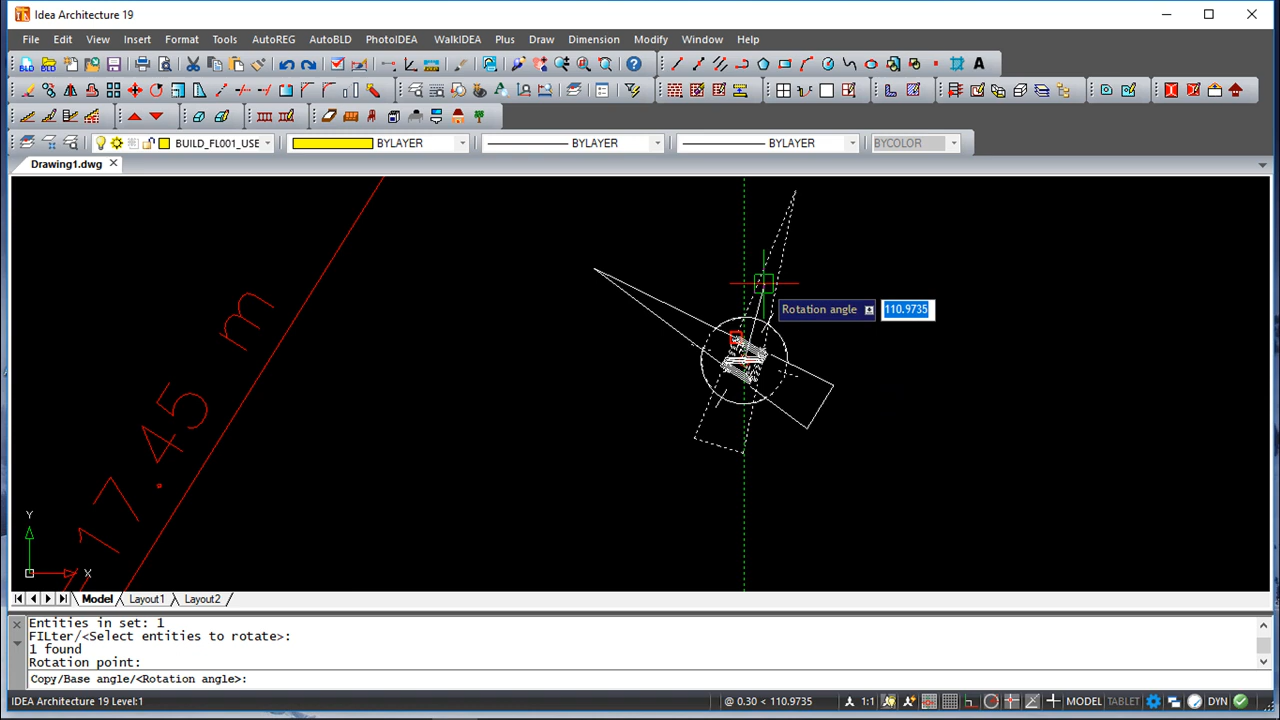 Idea Architecture 19
File Edit View Insert Format Tools AutoREG AutoBLD PhotoIDEA WalkIDEA Plus Draw Dimension Modify Window Help
BUILD_FL001_USE BYLAYER BYLAYER BYLAYER BYCOLOR
Drawing1.dwg
Rotation angle 110.9735
17.45 m
Y
X
Model Layout1 Layout2
Entities in set: 1
FILter/<Select entities to rotate>:
1 found
Rotation point:
Copy/Base angle/<Rotation angle>:
IDEA Architecture 19 Level:1 @ 0.30 < 110.9735 1:1 MODEL TABLET DYN